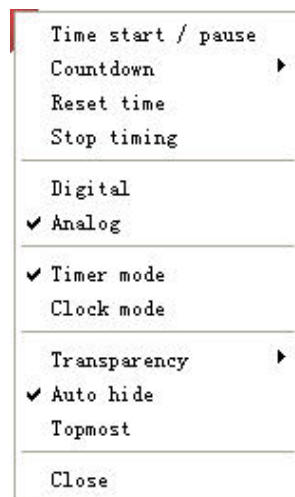 Time start / pause
Countdown
Reset time
Stop timing
Digital
Analog
Timer mode
Clock mode
Transparency
Auto hide
Topmost
Close